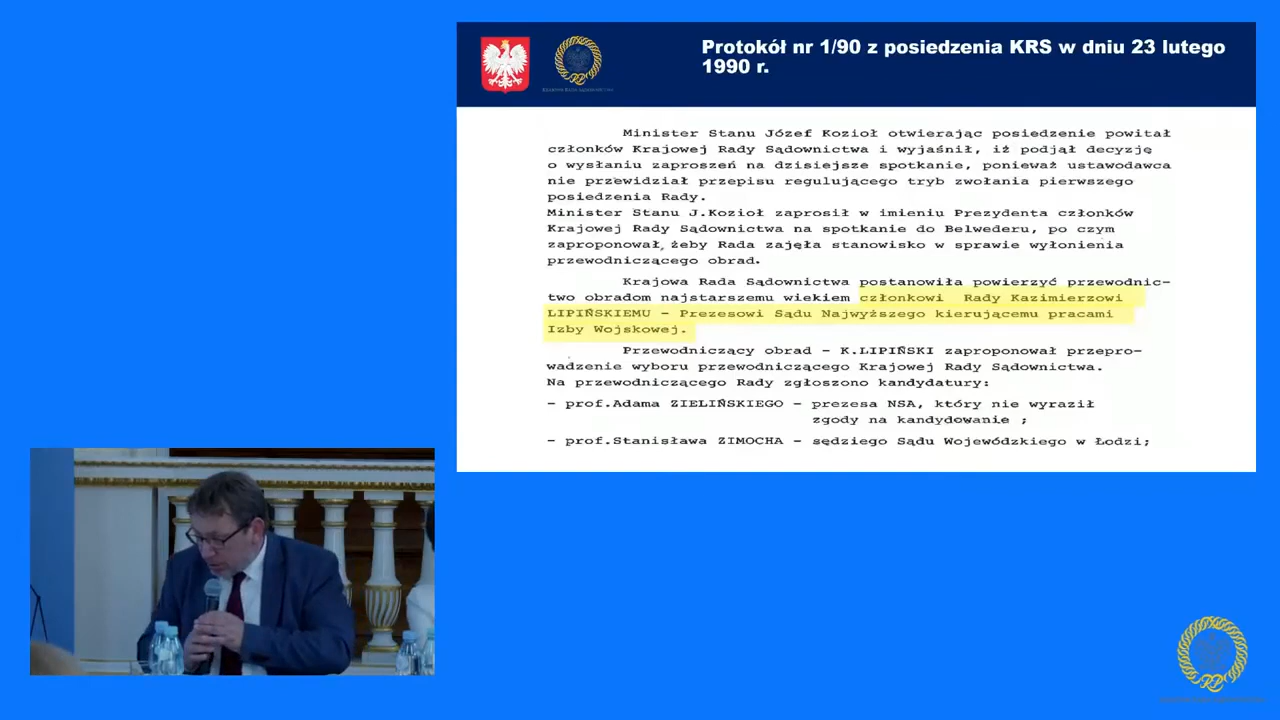 Protokół nr 1/90 z posiedzenia KRS w dniu 23 lutego
1990 r.
KRAJOWA RADA SĄDOWNICTWA
Minister Stanu Józef Kozioł otwierając posiedzenie powitał
członków Krajowej Rady Sądownictwa i wyjaśnił, iż podjął decyzję
o wysłaniu zaproszeń na dzisiejsze spotkanie, ponieważ ustawodawca
nie przewidział przepisu regulującego tryb zwołania pierwszego
posiedzenia Rady.
Minister Stanu J.Kozioł zaprosił w imieniu Prezydenta członków
Krajowej Rady Sądownictwa na spotkanie do Belwederu, po czym
zaproponował, żeby Rada zajęła stanowisko w sprawie wyłonienia
przewodniczącego obrad.
Krajowa Rada Sądownictwa postanowiła powierzyć przewodnic-
two obradom najstarszemu wiekiem członkowi Rady Kazimierzowi
LIPIŃSKIEMU – Prezesowi Sądu Najwyższego kierującemu pracami
Izby Wojskowej.
Przewodniczący obrad – K.LIPIŃSKI zaproponował przepro-
wadzenie wyboru przewodniczącego Krajowej Rady Sądownictwa.
Na przewodniczącego Rady zgłoszono kandydatury:
– prof.Adama ZIELIŃSKIEGO – prezesa NSA, który nie wyraził
zgody na kandydowanie ;
– prof.Stanisława ZIMOCHA – sędziego Sądu Wojewódzkiego w Łodzi;
RP